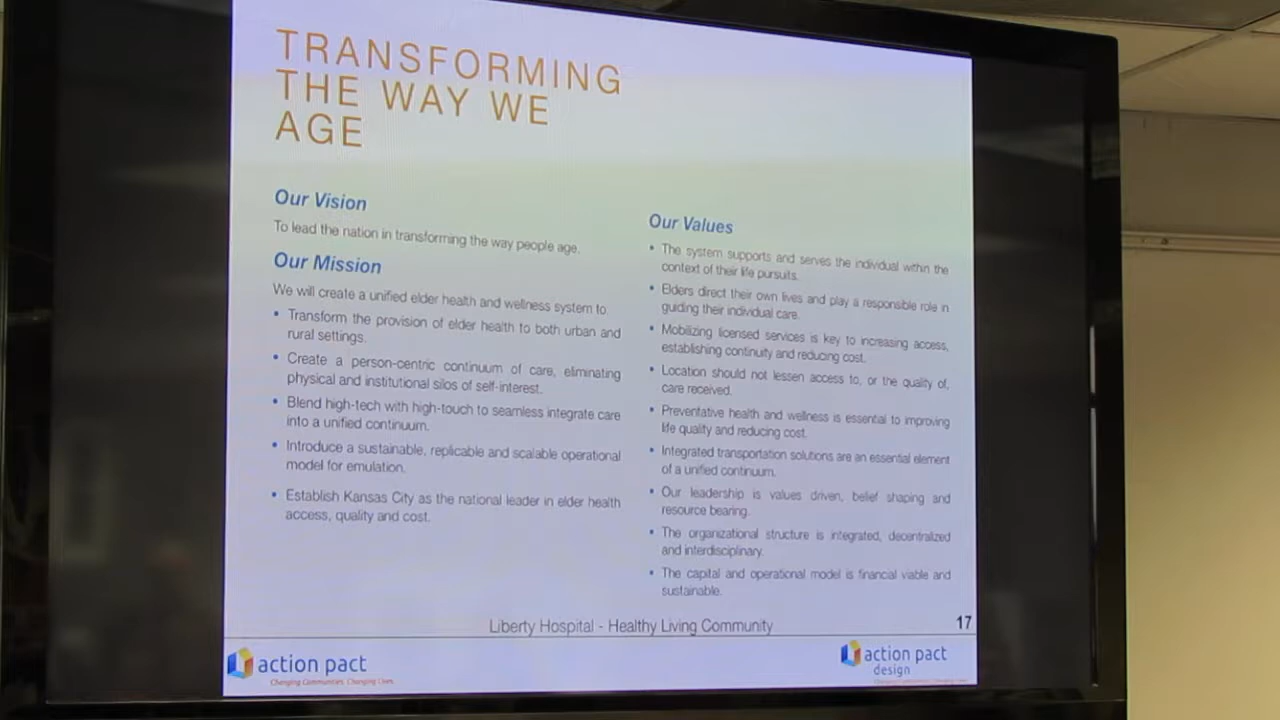 TRANSFORMING
THE WAY WE
AGE
Our Vision
To lead the nation in transforming the way people age.
Our Mission
We will create a unified elder health and wellness system to
• Transform the provision of elder health to both urban and
rural settings.
• Create a person-centric continuum of care, eliminating
physical and institutional silos of self-interest.
• Blend high-tech with high-touch to seamless integrate care
into a unified continuum.
• Introduce a sustainable, replicable and scalable operational
model for emulation.
• Establish Kansas City as the national leader in elder health
access, quality and cost.
Our Values
• The system supports and serves the individual within the
context of their life pursuits.
• Elders direct their own lives and play a responsible role in
guiding their individual care.
• Mobilizing licensed services is key to increasing access,
establishing continuity and reducing cost.
• Location should not lessen access to, or the quality of,
care received.
• Preventative health and wellness is essential to improving
life quality and reducing cost.
• Integrated transportation solutions are an essential element
of a unified continuum.
• Our leadership is values driven, belief shaping and
resource bearing.
• The organizational structure is integrated, decentralized
and interdisciplinary.
• The capital and operational model is financial viable and
sustainable.
Liberty Hospital - Healthy Living Community
17
action pact
Changing Communities, Changing Lives.
action pact
design